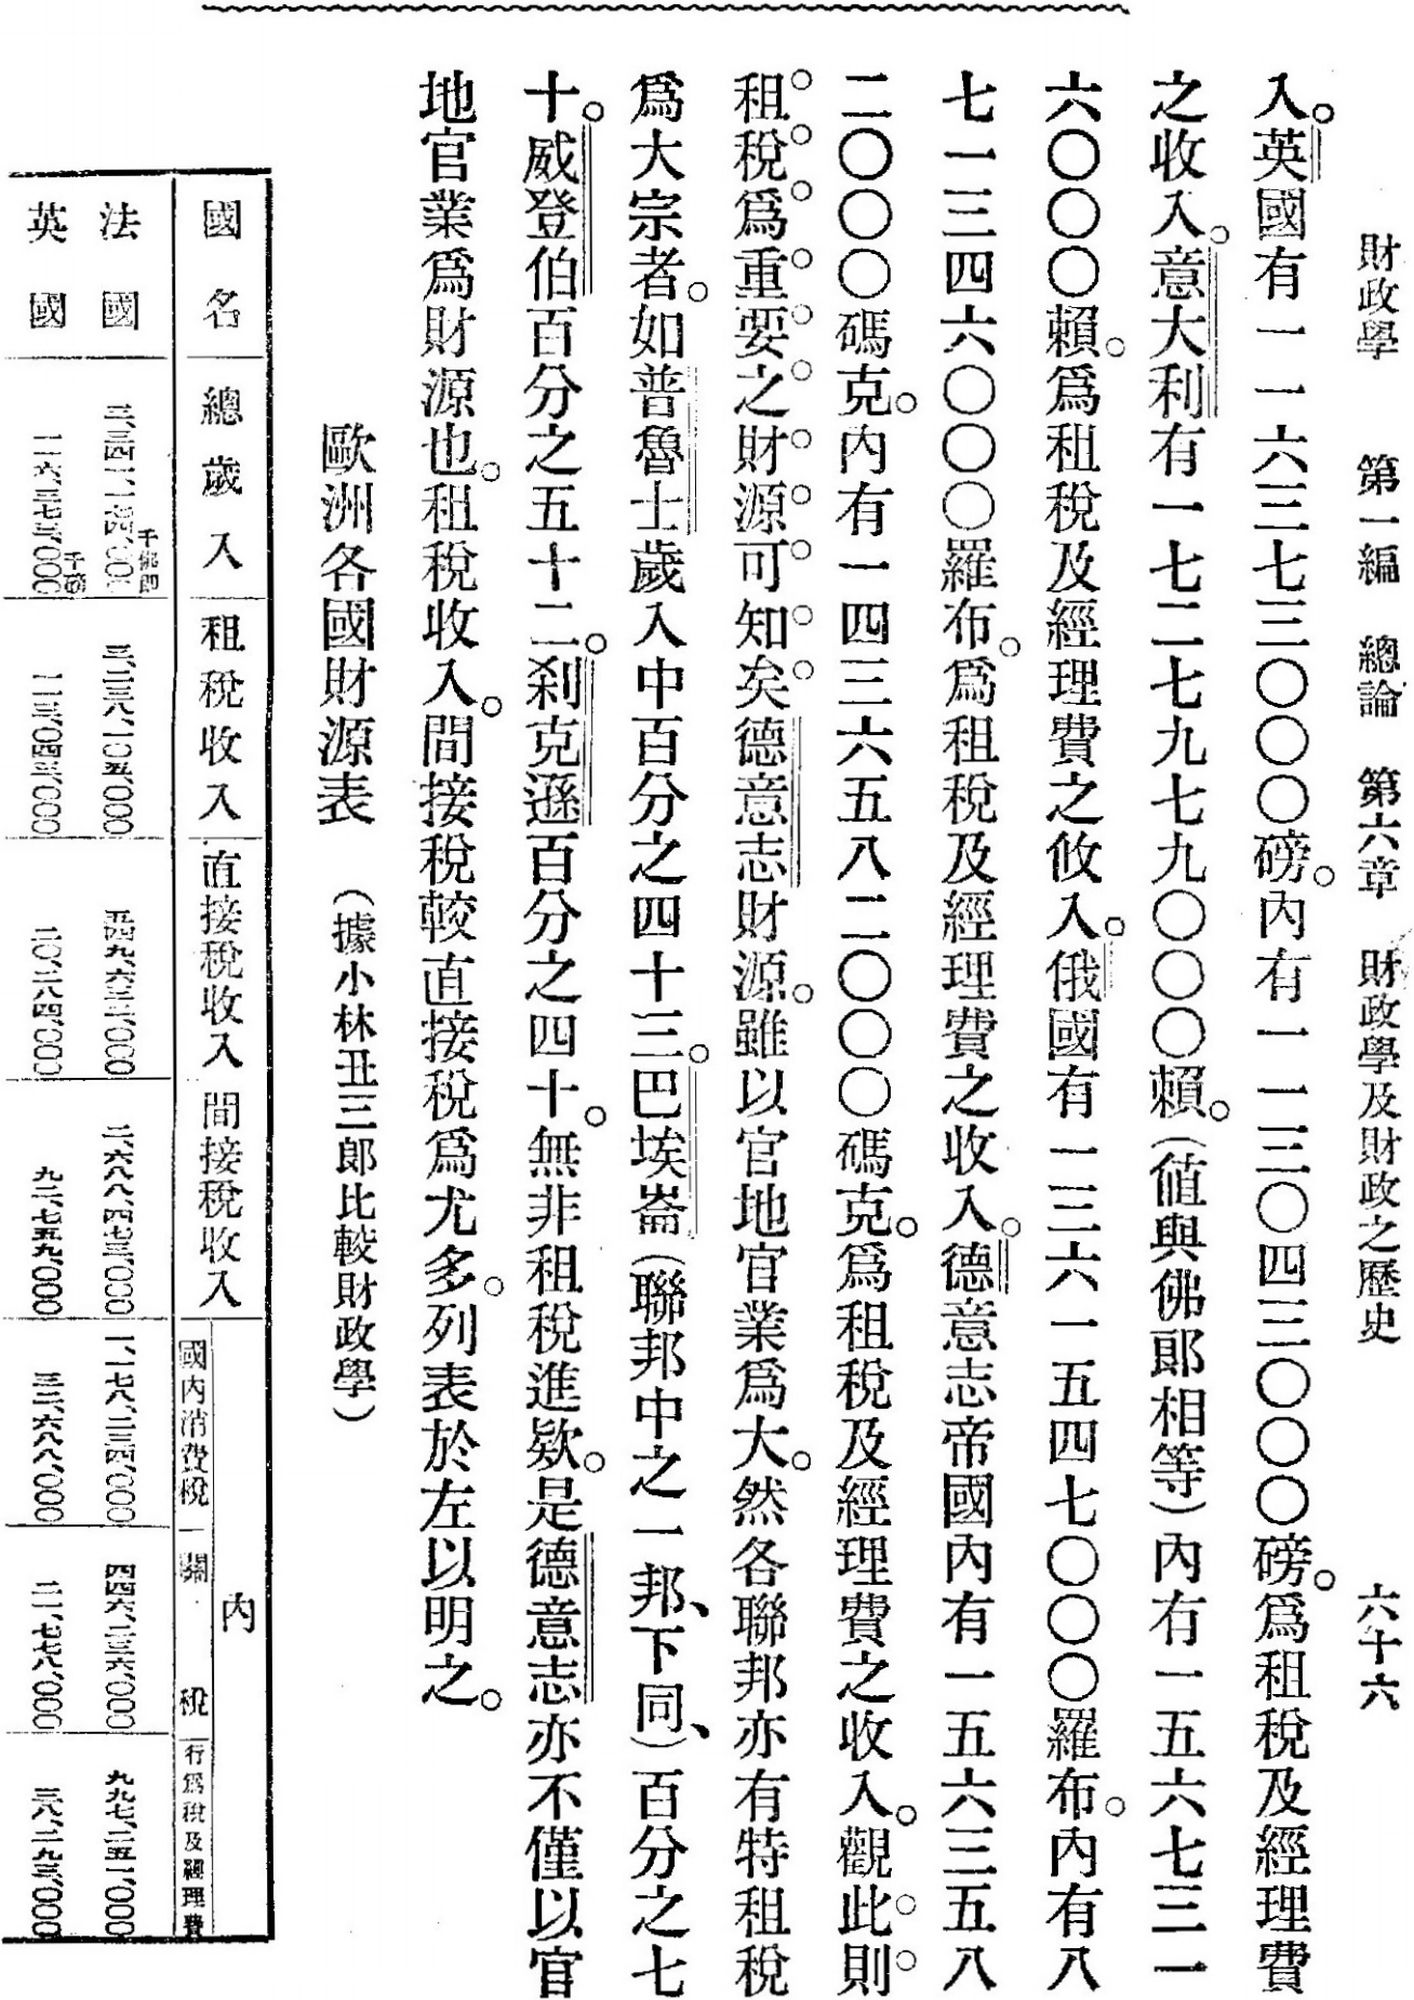 財政學　第一編　總論　第六章　財政學及財政之歷史　六十六
入。英國有一一六三七三〇〇〇磅。內有一一三〇四三〇〇〇磅。爲租稅及經理費
之收入。意大利有一七二七九七九〇〇〇賴。(値與佛郎相等)內有一五六七三一
六〇〇〇賴。爲租稅及經理費之攸入。俄國有一三六一五四七〇〇〇羅布。內有八
七一三四六〇〇〇羅布。爲租稅及經理費之收入。德意志帝國內有一五六三五八
二〇〇〇碼克。內有一四三六五八二〇〇〇碼克。爲租稅及經理費之收入。觀此則
租稅爲重要之財源可知矣。德意志財源。雖以官地官業爲大。然各聯邦亦有特租稅
爲大宗者。如普魯士歲入中百分之四十三。巴埃崙(聯邦中之一邦、下同、)百分之七
十。威登伯百分之五十二。剎克遜百分之四十。無非租稅進欵。是德意志亦不僅以官
地官業爲財源也。租稅收入。間接稅較直接稅爲尤多。列表於左以明之。
歐洲各國財源表　(據小林丑三郎比較財政學)
國名　總歲入　租稅收入　直接稅收入　間接稅收入　內　國內消費稅　關稅　行爲稅及經理費
法國　三、三四一、一七四、〇〇〇千佛郎　三、二三八、一〇五、〇〇〇　五四九、六三二、〇〇〇　二、六八八、四七三、〇〇〇　一、一七八、二三四、〇〇〇　四四六、二三六、〇〇〇　九九七、二五一、〇〇〇
英國　一一六、三七三、〇〇〇千磅　一一三、〇四三、〇〇〇　二〇、二八四、〇〇〇　九二、七五九、〇〇〇　三二、六八八、〇〇〇　二一、七七八、〇〇〇　三八、二九三、〇〇〇